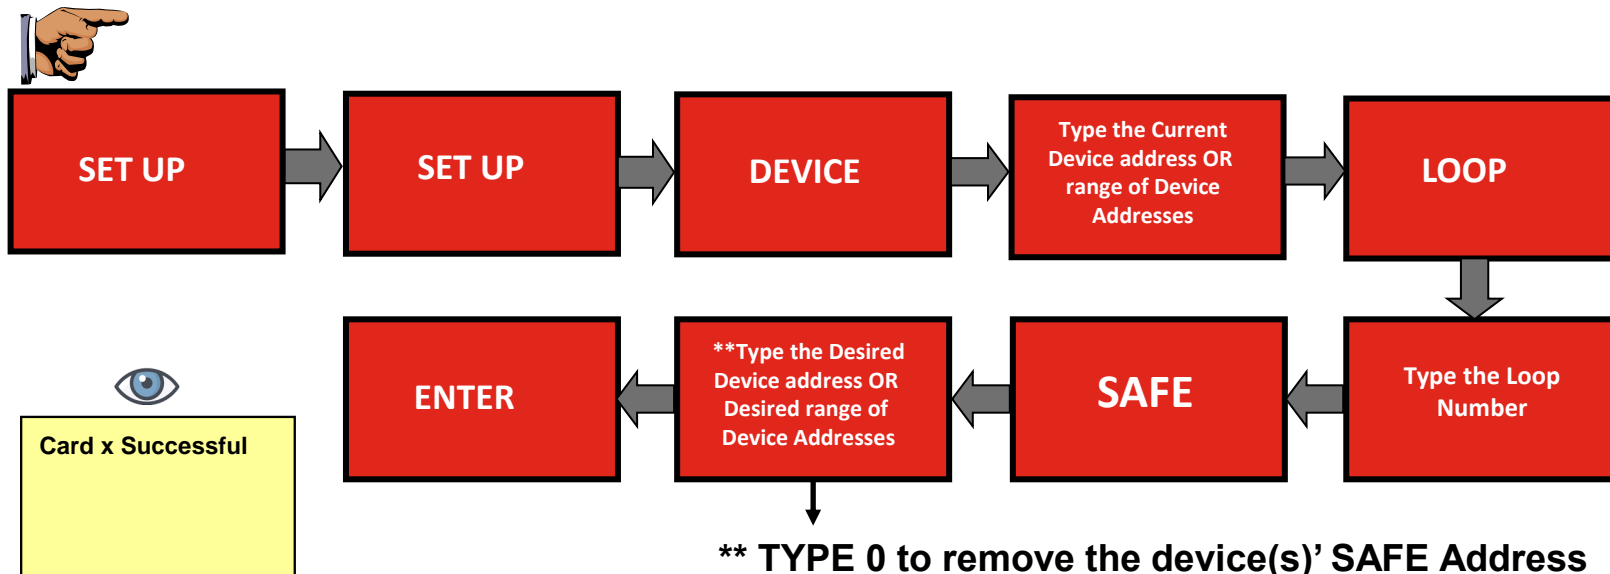 SET UP
SET UP
DEVICE
Type the Current
Device address OR
range of Device
Addresses
LOOP
Type the Loop
Number
SAFE
**Type the Desired
Device address OR
Desired range of
Device Addresses
ENTER
Card x Successful
** TYPE 0 to remove the device(s)’ SAFE Address